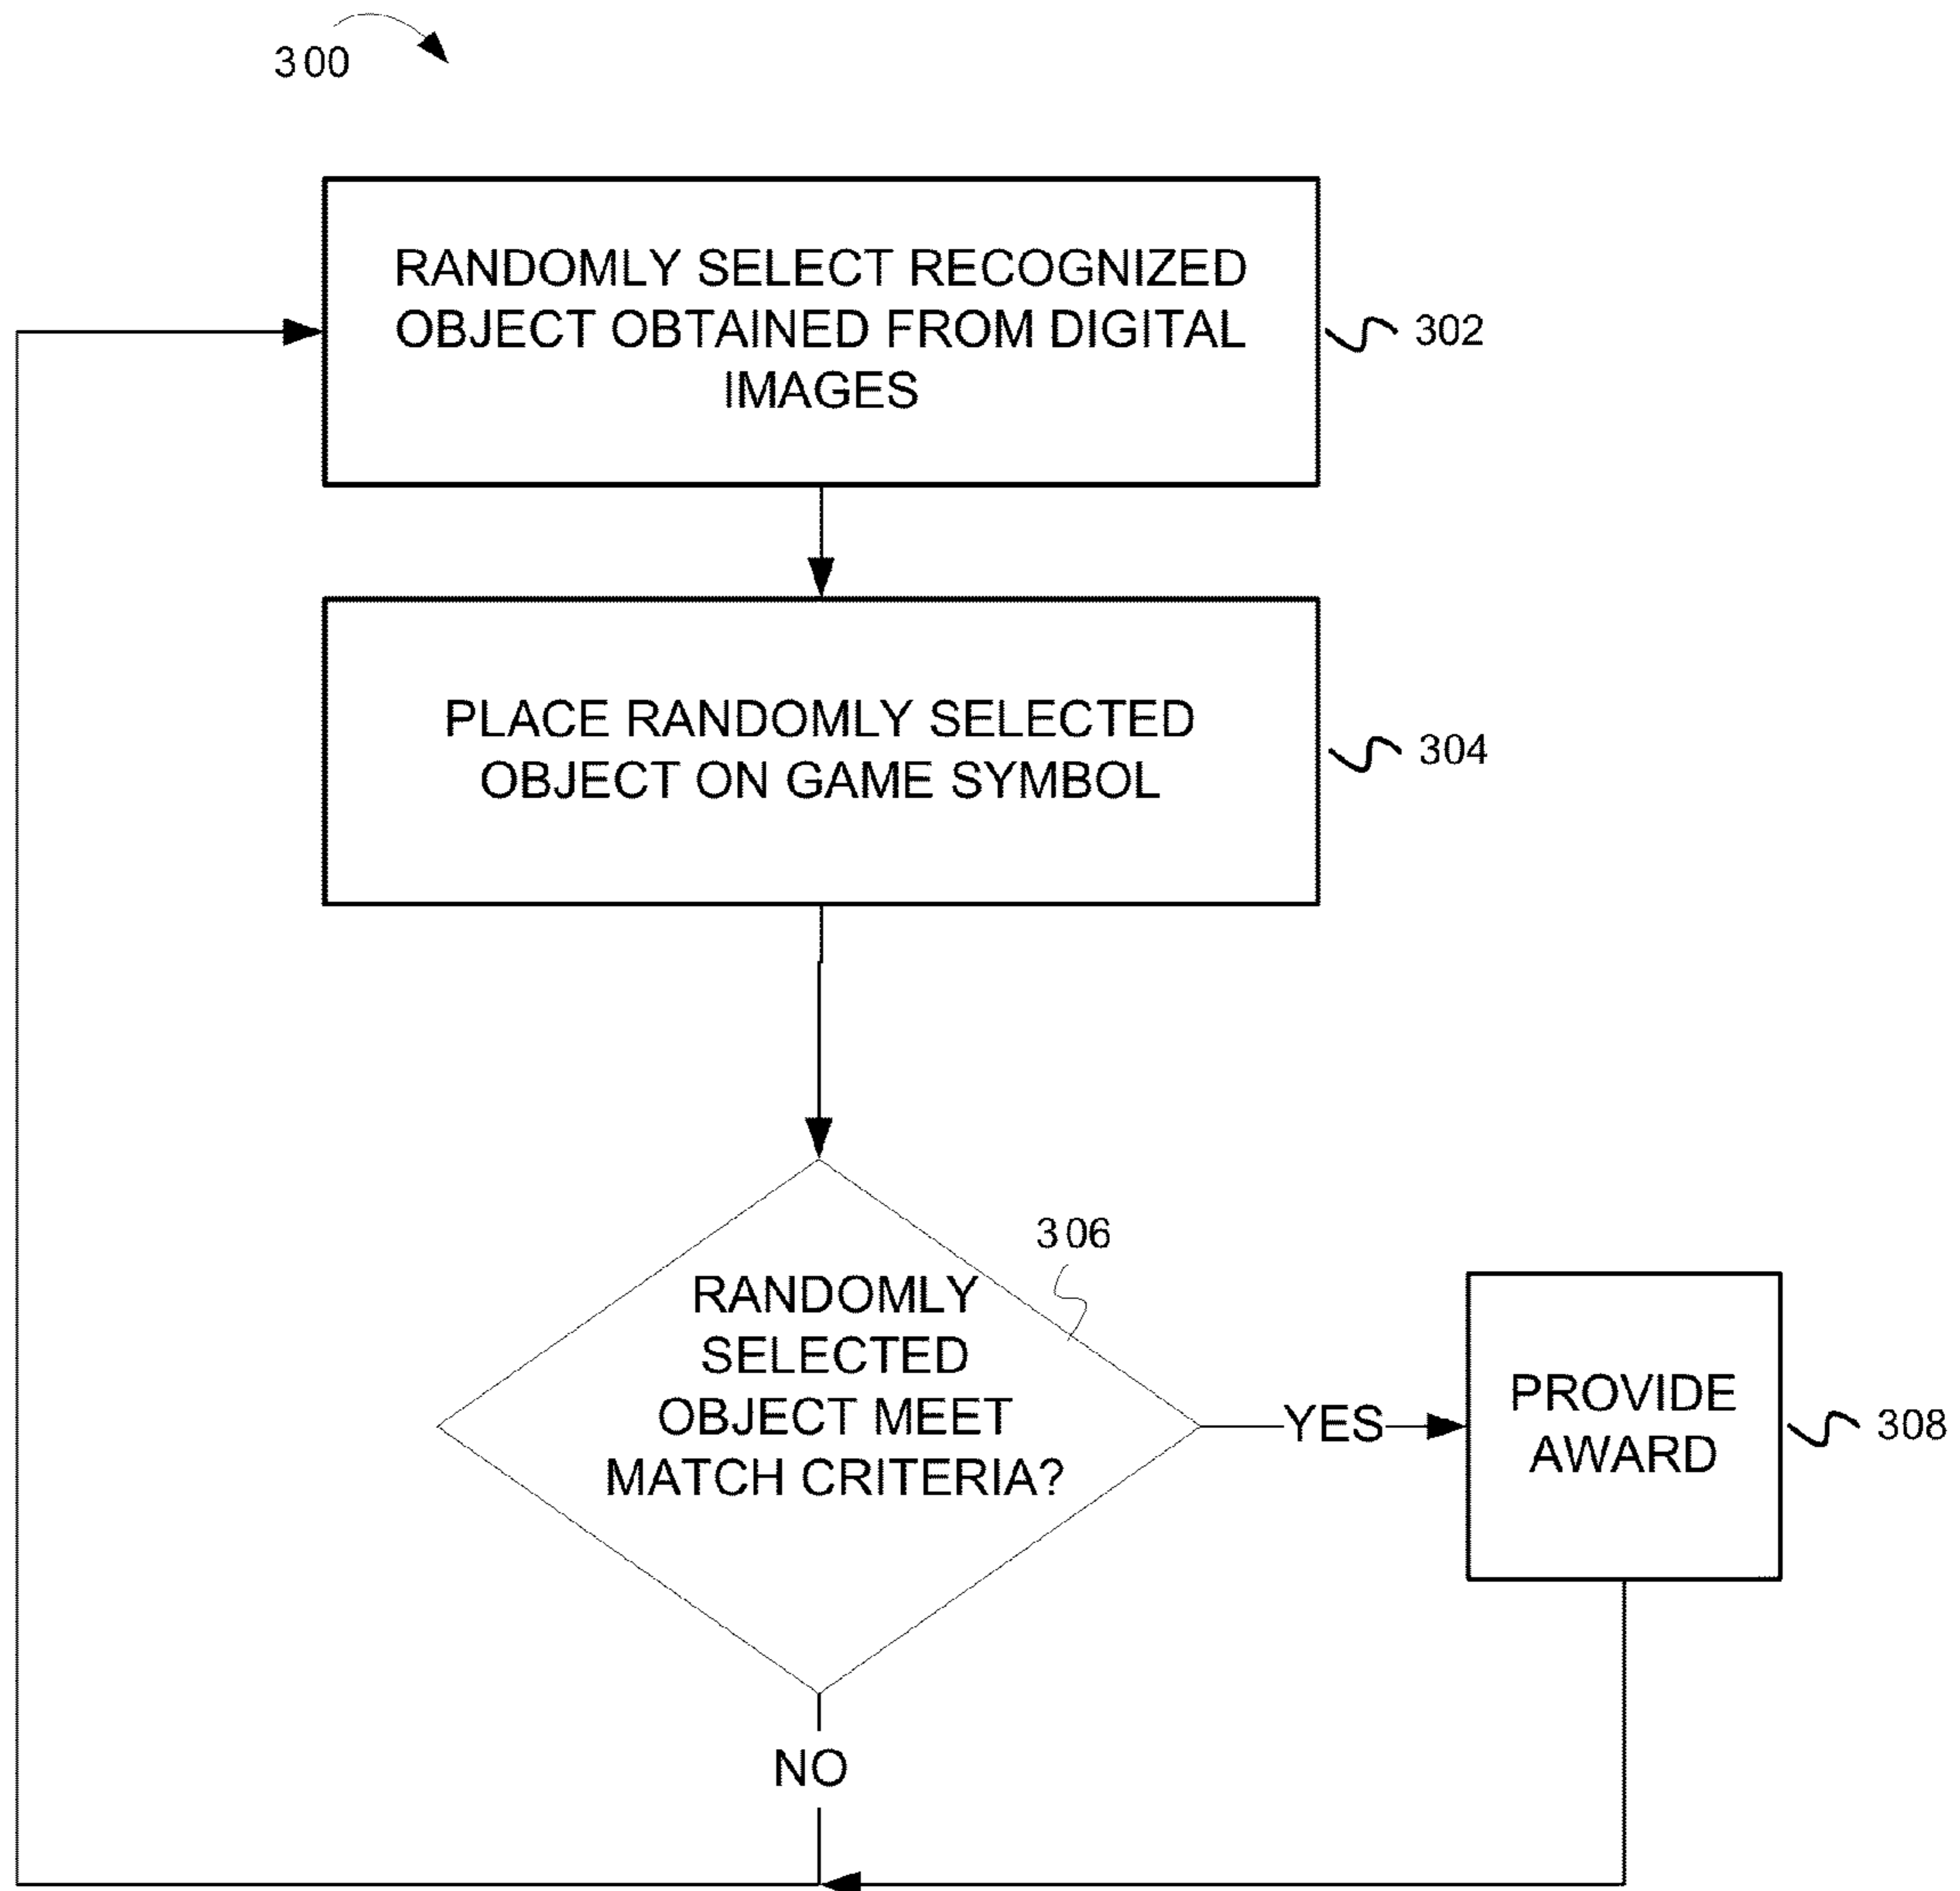 300
RANDOMLY SELECT RECOGNIZED
OBJECT OBTAINED FROM DIGITAL
IMAGES
302
PLACE RANDOMLY SELECTED
OBJECT ON GAME SYMBOL
304
306
RANDOMLY
SELECTED
OBJECT MEET
MATCH CRITERIA?
YES
PROVIDE
AWARD
308
NO